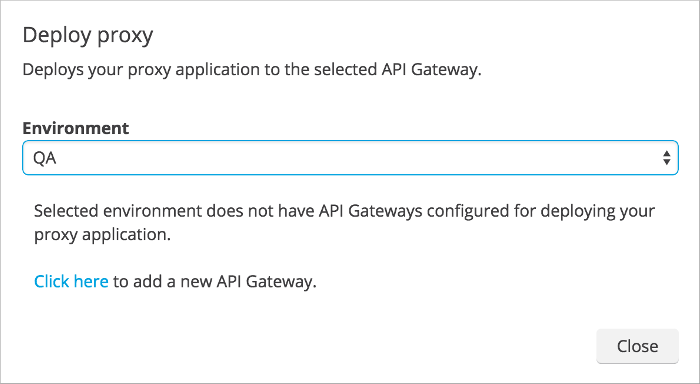 Deploy proxy
Deploys your proxy application to the selected API Gateway.
Environment
QA
Selected environment does not have API Gateways configured for deploying your
proxy application.
Click here to add a new API Gateway.
Close